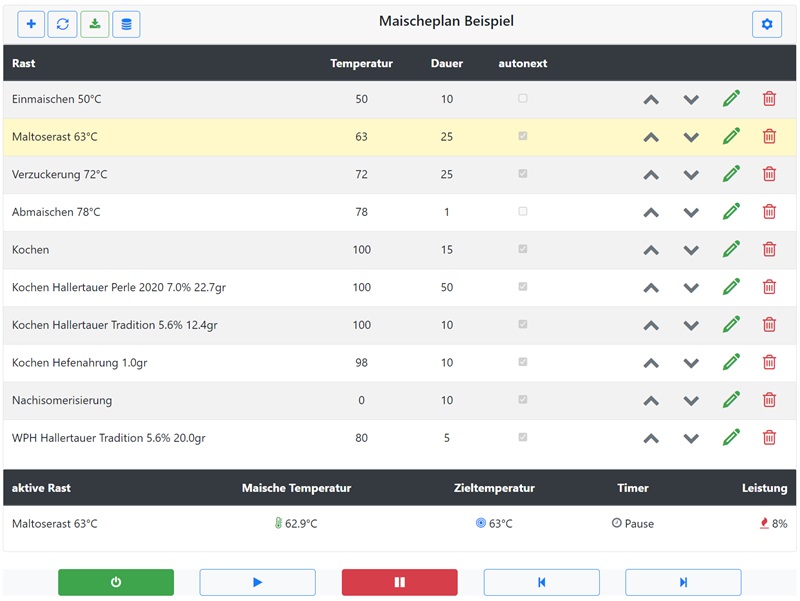 Maischeplan Beispiel
Rast Temperatur Dauer autonext
Einmaischen 50°C 50 10
Maltoserast 63°C 63 25
Verzuckerung 72°C 72 25
Abmaischen 78°C 78 1
Kochen 100 15
Kochen Hallertauer Perle 2020 7.0% 22.7gr 100 50
Kochen Hallertauer Tradition 5.6% 12.4gr 100 10
Kochen Hefenahrung 1.0gr 98 10
Nachisomerisierung 0 10
WPH Hallertauer Tradition 5.6% 20.0gr 80 5
aktive Rast Maische Temperatur Zieltemperatur Timer Leistung
Maltoserast 63°C 62.9°C 63°C Pause 8%